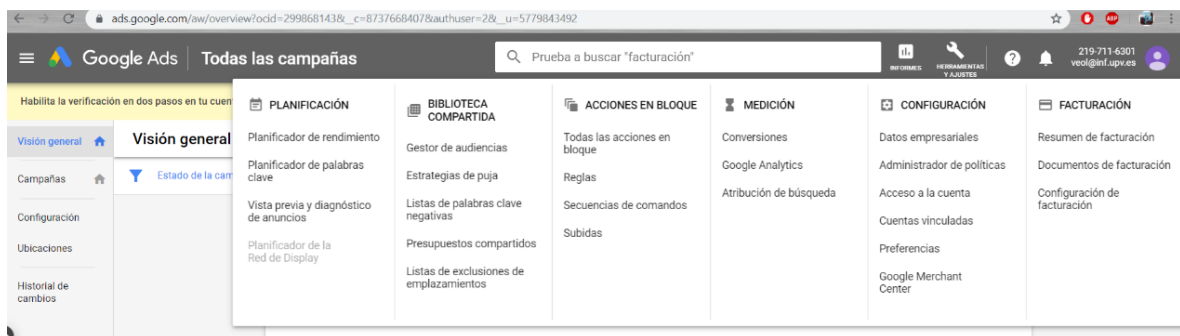 ads.google.com/aw/overview?ocid=299868143&_c=8737668407&authuser=2&_u=5779843492
ABP
Google Ads
Todas las campañas
Prueba a buscar "facturación"
INFORMES
HERRAMIENTAS
Y AJUSTES
219-711-6301
veol@inf.upv.es
Habilita la verificación en dos pasos en tu cuen
Visión general
Campañas
Configuración
Ubicaciones
Historial de
cambios
Visión general
Estado de la cam
PLANIFICACIÓN
Planificador de rendimiento
Planificador de palabras
clave
Vista previa y diagnóstico
de anuncios
Planificador de la
Red de Display
BIBLIOTECA
COMPARTIDA
Gestor de audiencias
Estrategias de puja
Listas de palabras clave
negativas
Presupuestos compartidos
Listas de exclusiones de
emplazamientos
ACCIONES EN BLOQUE
Todas las acciones en
bloque
Reglas
Secuencias de comandos
Subidas
MEDICIÓN
Conversiones
Google Analytics
Atribución de búsqueda
CONFIGURACIÓN
Datos empresariales
Administrador de políticas
Acceso a la cuenta
Cuentas vinculadas
Preferencias
Google Merchant
Center
FACTURACIÓN
Resumen de facturación
Documentos de facturación
Configuración de
facturación